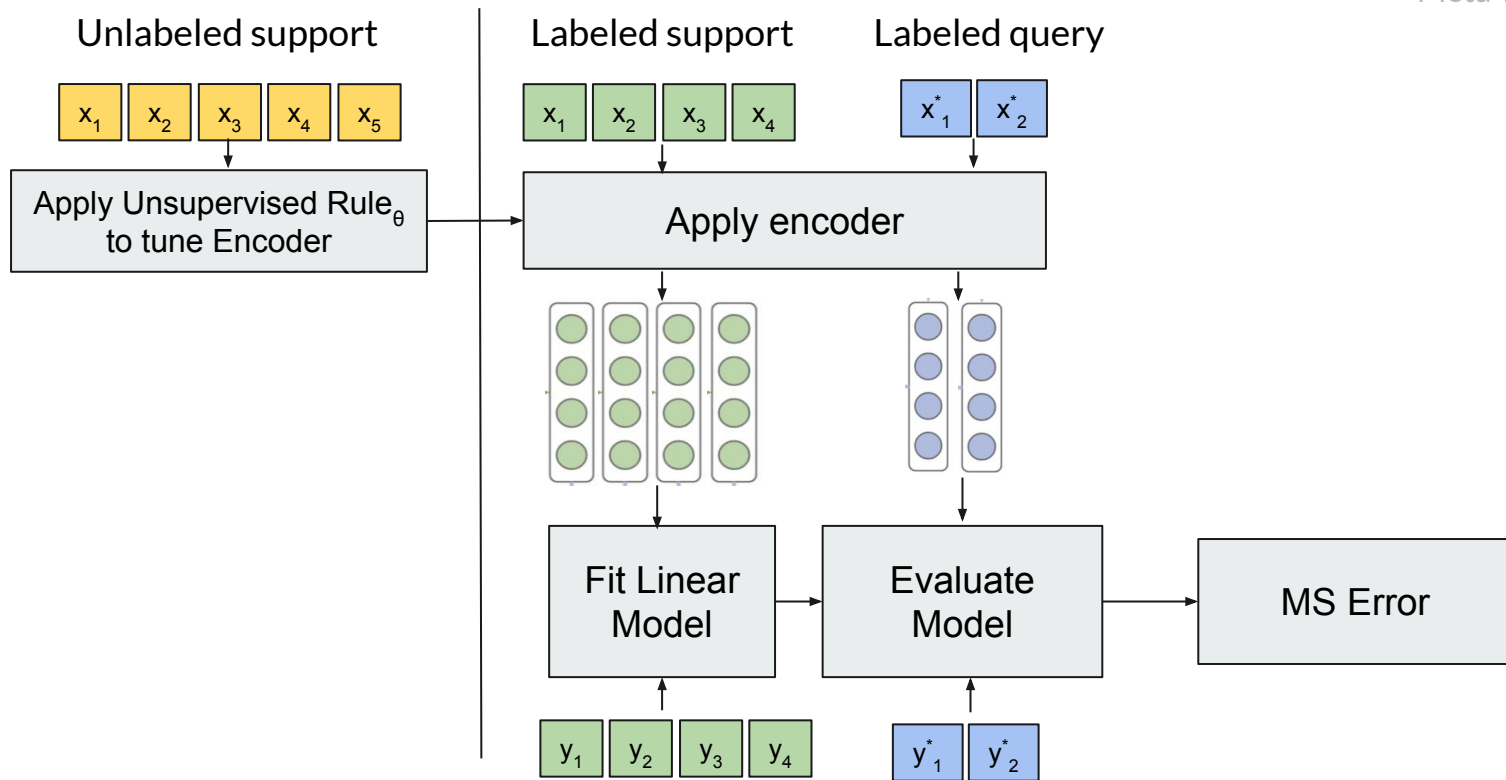 Unlabeled support
Labeled support
Labeled query
x₁ x₂ x₃ x₄ x₅
x₁ x₂ x₃ x₄
x*₁ x*₂
Apply Unsupervised Ruleθ
to tune Encoder
Apply encoder
Fit Linear
Model
Evaluate
Model
MS Error
y₁ y₂ y₃ y₄
y*₁ y*₂